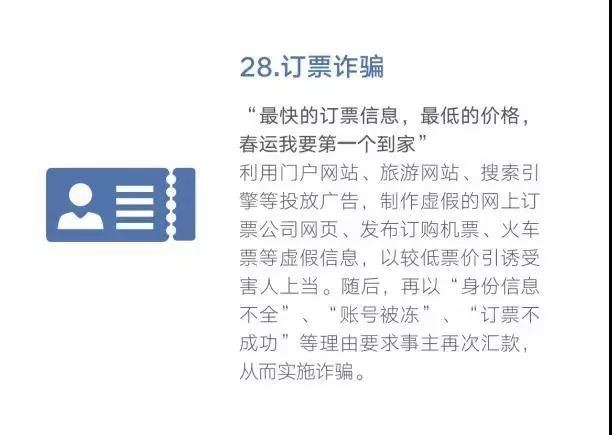 28.订票诈骗
“最快的订票信息，最低的价格，
春运我要第一个到家”
利用门户网站、旅游网站、搜索引
擎等投放广告，制作虚假的网上订
票公司网页、发布订购机票、火车
票等虚假信息，以较低票价引诱受
害人上当。随后，再以“身份信息
不全”、“账号被冻”、“订票不
成功”等理由要求事主再次汇款，
从而实施诈骗。